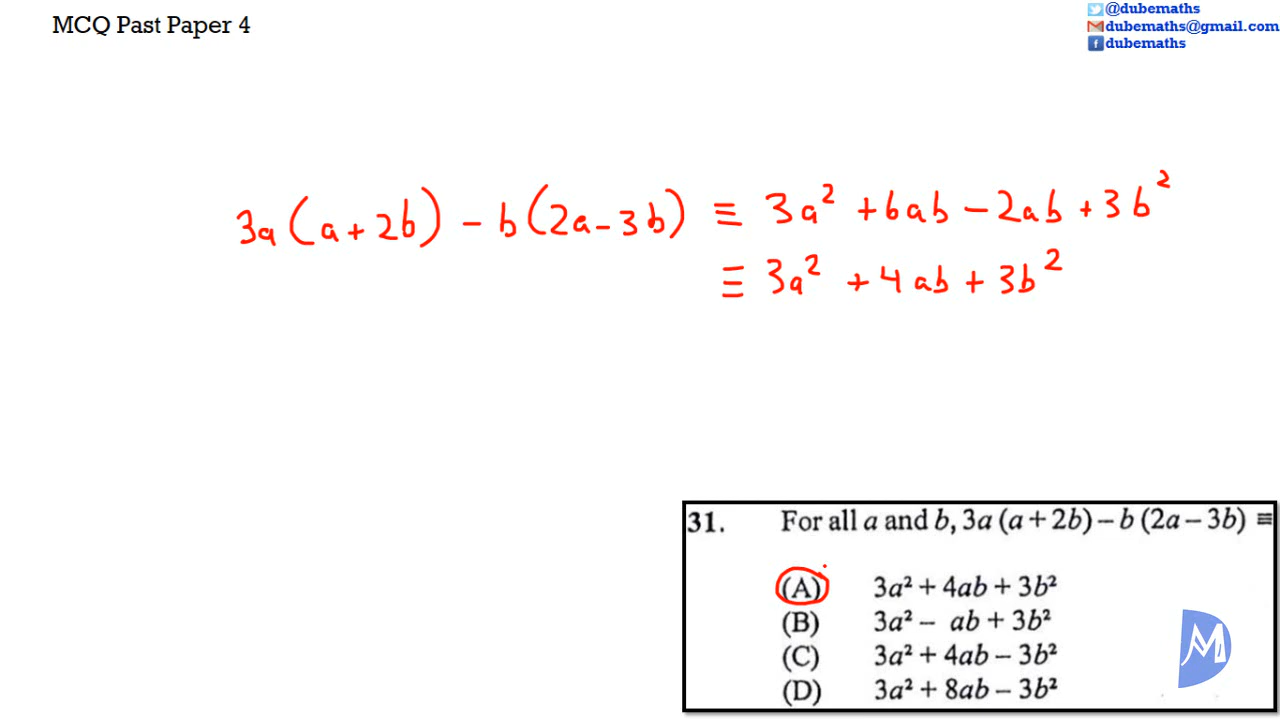 MCQ Past Paper 4
@dubemaths
dubemaths@gmail.com
dubemaths
3a(a+2b) - b(2a-3b) ≡ 3a² + 6ab - 2ab + 3b²
≡ 3a² + 4ab + 3b²
31. For all a and b, 3a (a + 2b) – b (2a – 3b) ≡
(A) 3a² + 4ab + 3b²
(B) 3a² – ab + 3b²
(C) 3a² + 4ab – 3b²
(D) 3a² + 8ab – 3b²
M